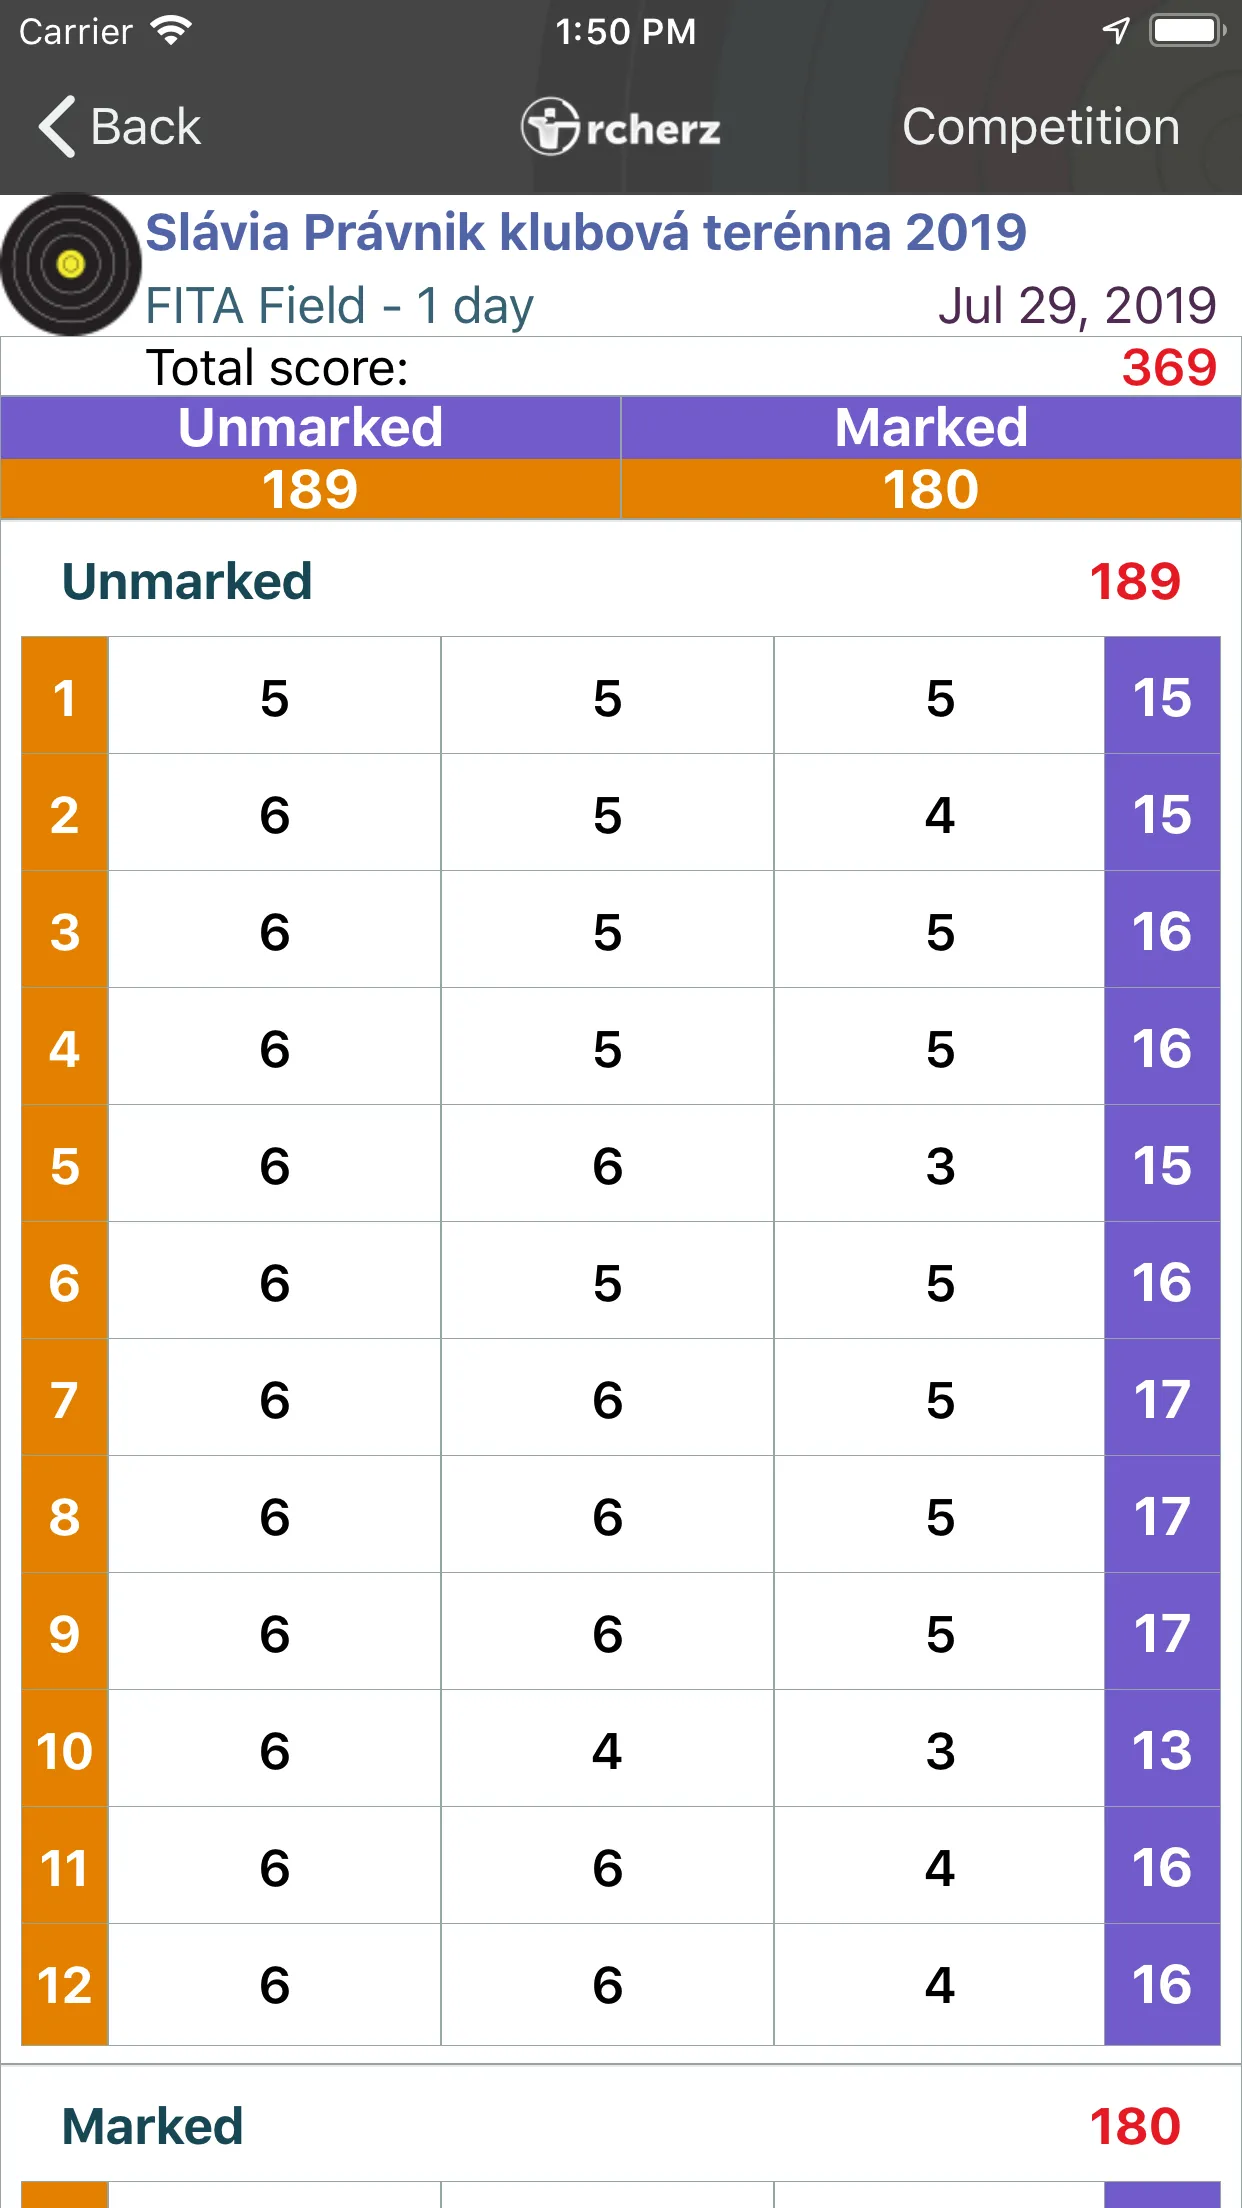 Carrier 1:50 PM
Back rcherz Competition
Slávia Právnik klubová terénna 2019
FITA Field - 1 day Jul 29, 2019
Total score: 369
Unmarked Marked
189 180
Unmarked 189
1 5 5 5 15
2 6 5 4 15
3 6 5 5 16
4 6 5 5 16
5 6 6 3 15
6 6 5 5 16
7 6 6 5 17
8 6 6 5 17
9 6 6 5 17
10 6 4 3 13
11 6 6 4 16
12 6 6 4 16
Marked 180